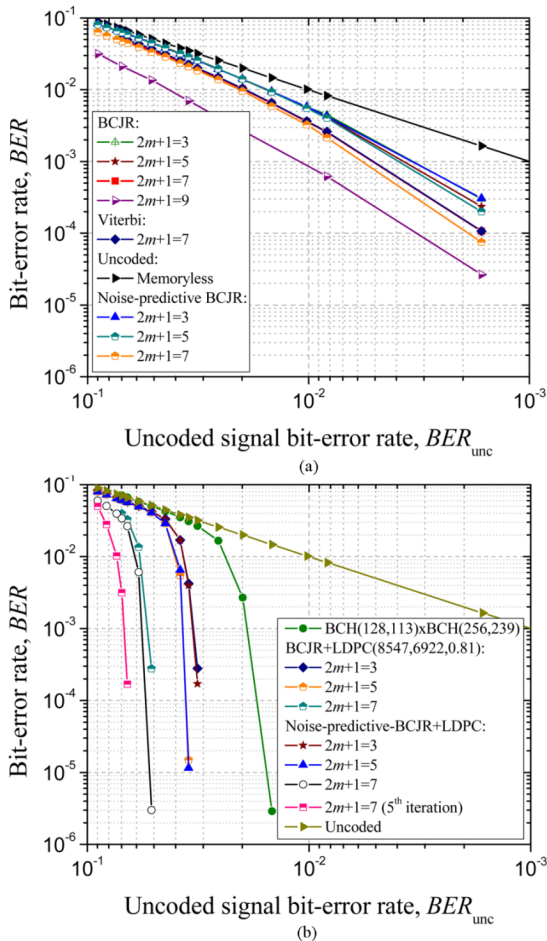 10⁻¹
10⁻²
10⁻³
10⁻⁴
10⁻⁵
10⁻⁶
Bit-error rate, BER
BCJR:
2m+1=3
2m+1=5
2m+1=7
2m+1=9
Viterbi:
2m+1=7
Uncoded:
Memoryless
Noise-predictive BCJR:
2m+1=3
2m+1=5
2m+1=7
10⁻¹ 10⁻² 10⁻³
Uncoded signal bit-error rate, BERunc
(a)
10⁻¹
10⁻²
10⁻³
10⁻⁴
10⁻⁵
10⁻⁶
Bit-error rate, BER
BCH(128,113)xBCH(256,239)
BCJR+LDPC(8547,6922,0.81):
2m+1=3
2m+1=5
2m+1=7
Noise-predictive-BCJR+LDPC:
2m+1=3
2m+1=5
2m+1=7
2m+1=7 (5th iteration)
Uncoded
10⁻¹ 10⁻² 10⁻³
Uncoded signal bit-error rate, BERunc
(b)